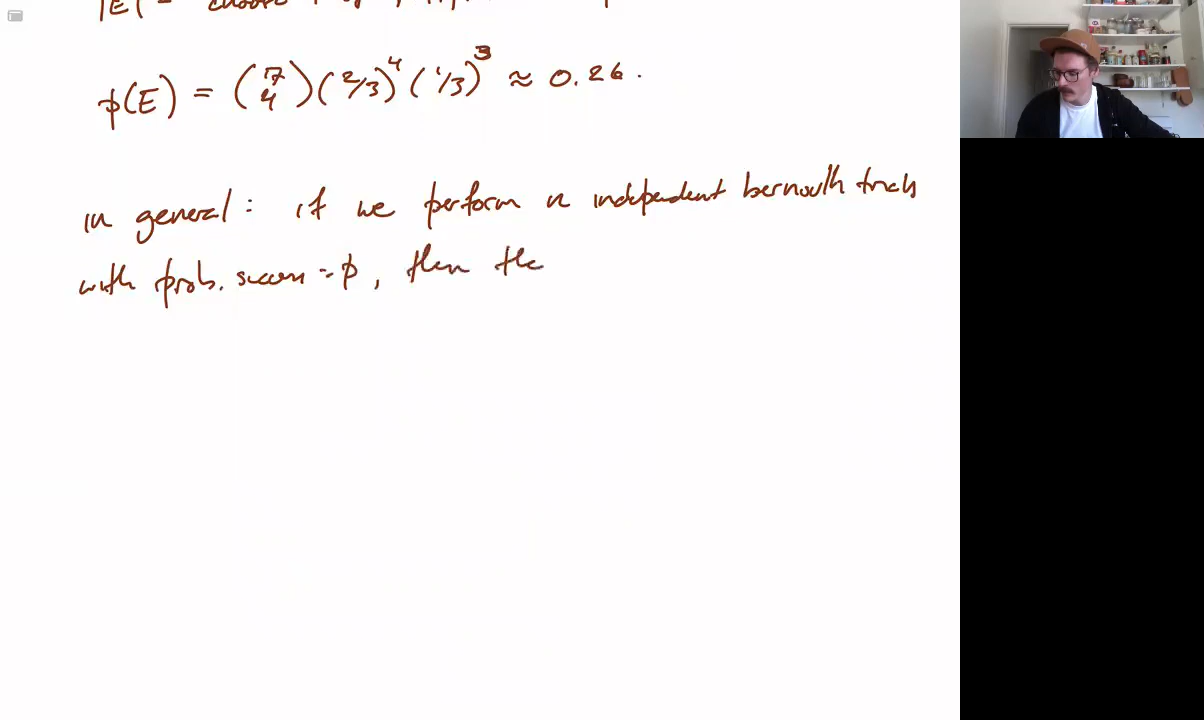 |E| =
p(E) = (7 4) (2/3)^4 (1/3)^3 ≈ 0.26.
in general: if we perform n independent bernoulli trials
with prob. success = p, then the